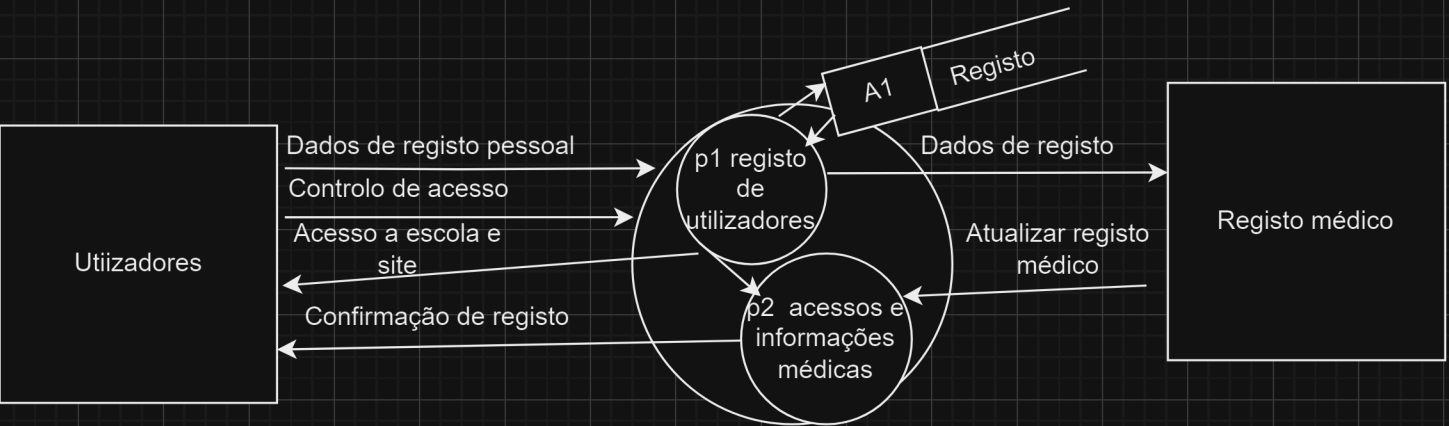 Utiizadores
Dados de registo pessoal
Controlo de acesso
Acesso a escola e
site
Confirmação de registo
p1 registo
de
utilizadores
p2 acessos e
informações
médicas
A1
Registo
Dados de registo
Atualizar registo
médico
Registo médico